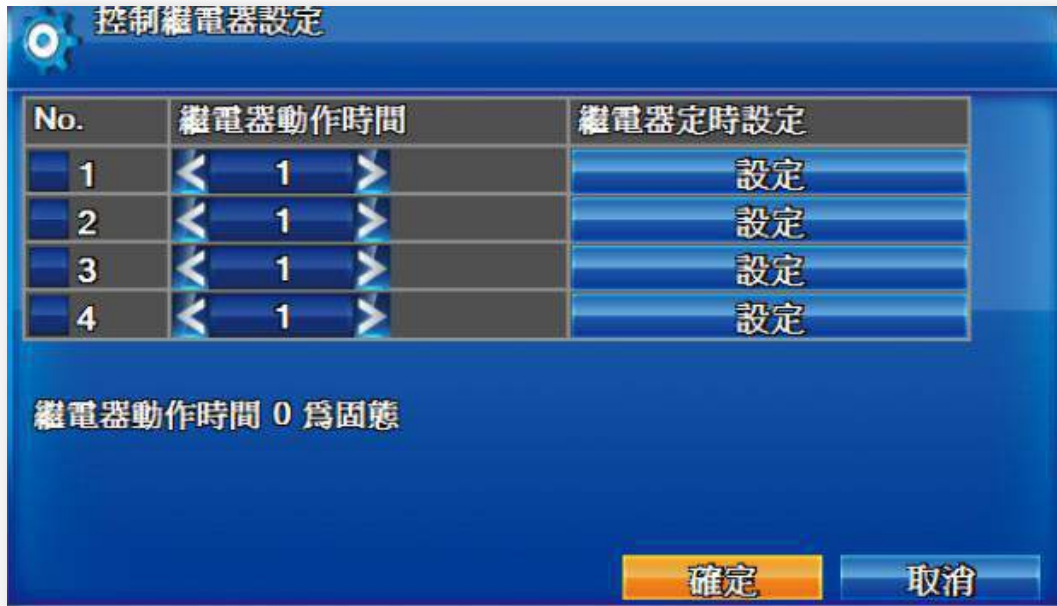 控制繼電器設定
No. 繼電器動作時間 繼電器定時設定
1 < 1 > 設定
2 < 1 > 設定
3 < 1 > 設定
4 < 1 > 設定
繼電器動作時間 0 爲固態
確定 取消